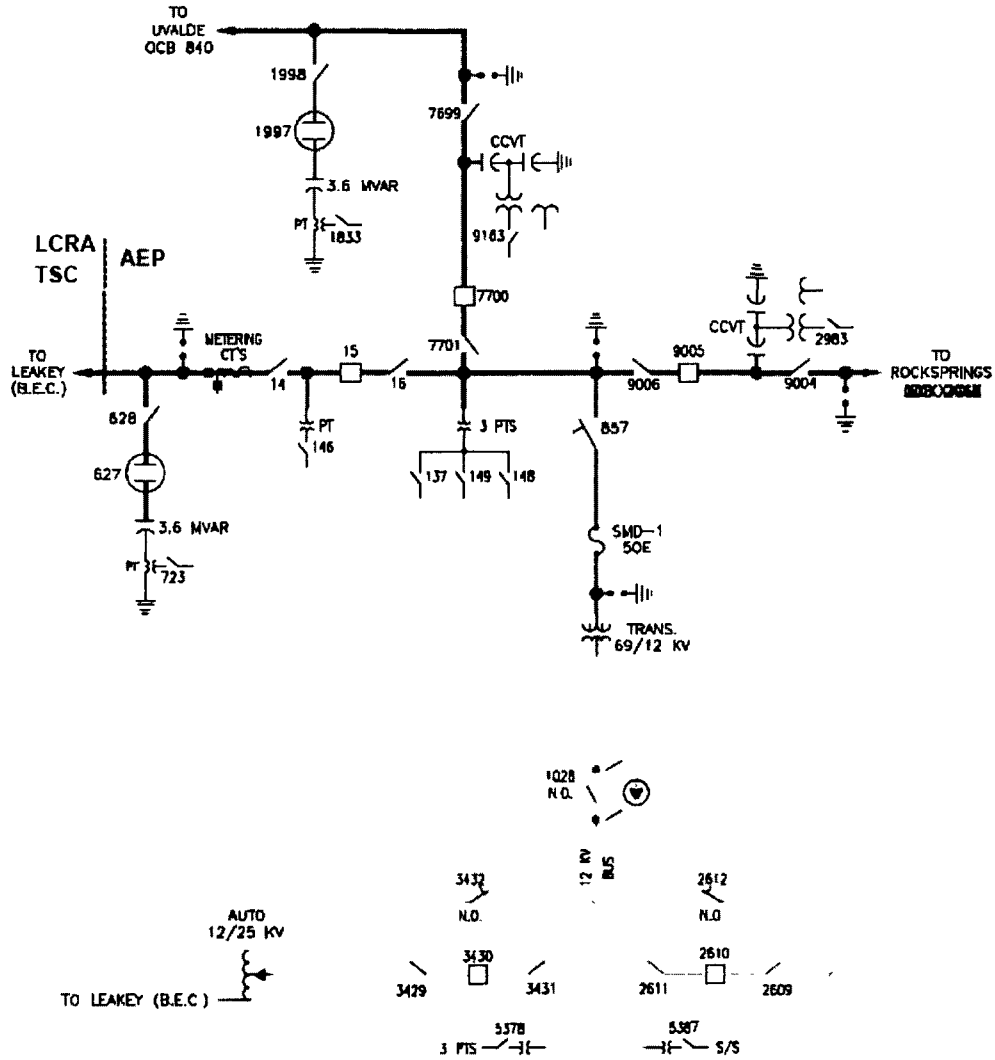 TO
UVALDE
OCB 840
1998
1997
3.6 MVAR
PT
1833
7699
CCVT
9163
7700
7701
LCRA
TSC
AEP
METERING
CT'S
TO
LEAKEY
(B.E.C.)
14
15
16
PT
146
3 PTS
137
149
148
628
627
3.6 MVAR
PT
723
9006
9005
CCVT
2983
9004
TO
ROCKSPRINGS
857
SMD-1
50E
TRANS.
69/12 KV
1028
N.O.
12 KV
BUS
3432
N.O.
2612
N.O
AUTO
12/25 KV
TO LEAKEY (B.E.C)
3429
3430
3431
2611
2610
2609
3 PTS
5378
5387
S/S